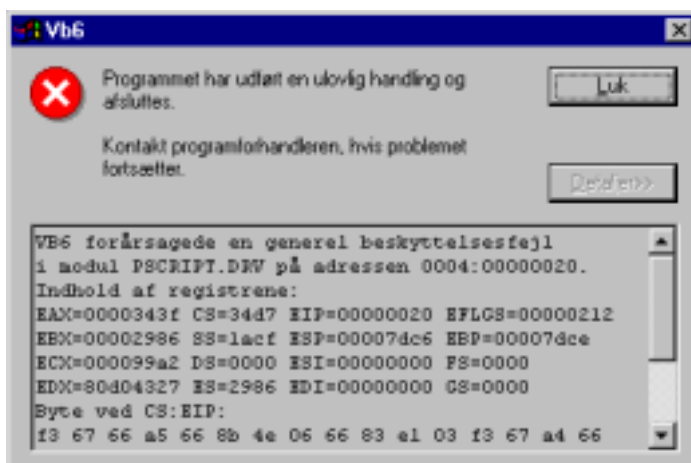 Vb6
Programmet har udført en ulovlig handling og
afsluttes.
Luk
Kontakt programforhandleren, hvis problemet
fortsætter.
Detaljer>>
VB6 forårsagede en generel beskyttelsesfejl
i modul PSCRIPT.DRV på adressen 0004:00000020.
Indhold af registrene:
EAX=0000343f CS=34d7 EIP=00000020 EFLGS=00000212
EBX=00002986 SS=1acf ESP=00007dc6 EBP=00007dce
ECX=000099a2 DS=0000 ESI=00000000 FS=0000
EDX=80d04327 ES=2986 EDI=00000000 GS=0000
Byte ved CS:EIP:
f3 67 66 a5 66 8b 4e 06 66 83 e1 03 f3 67 a4 66